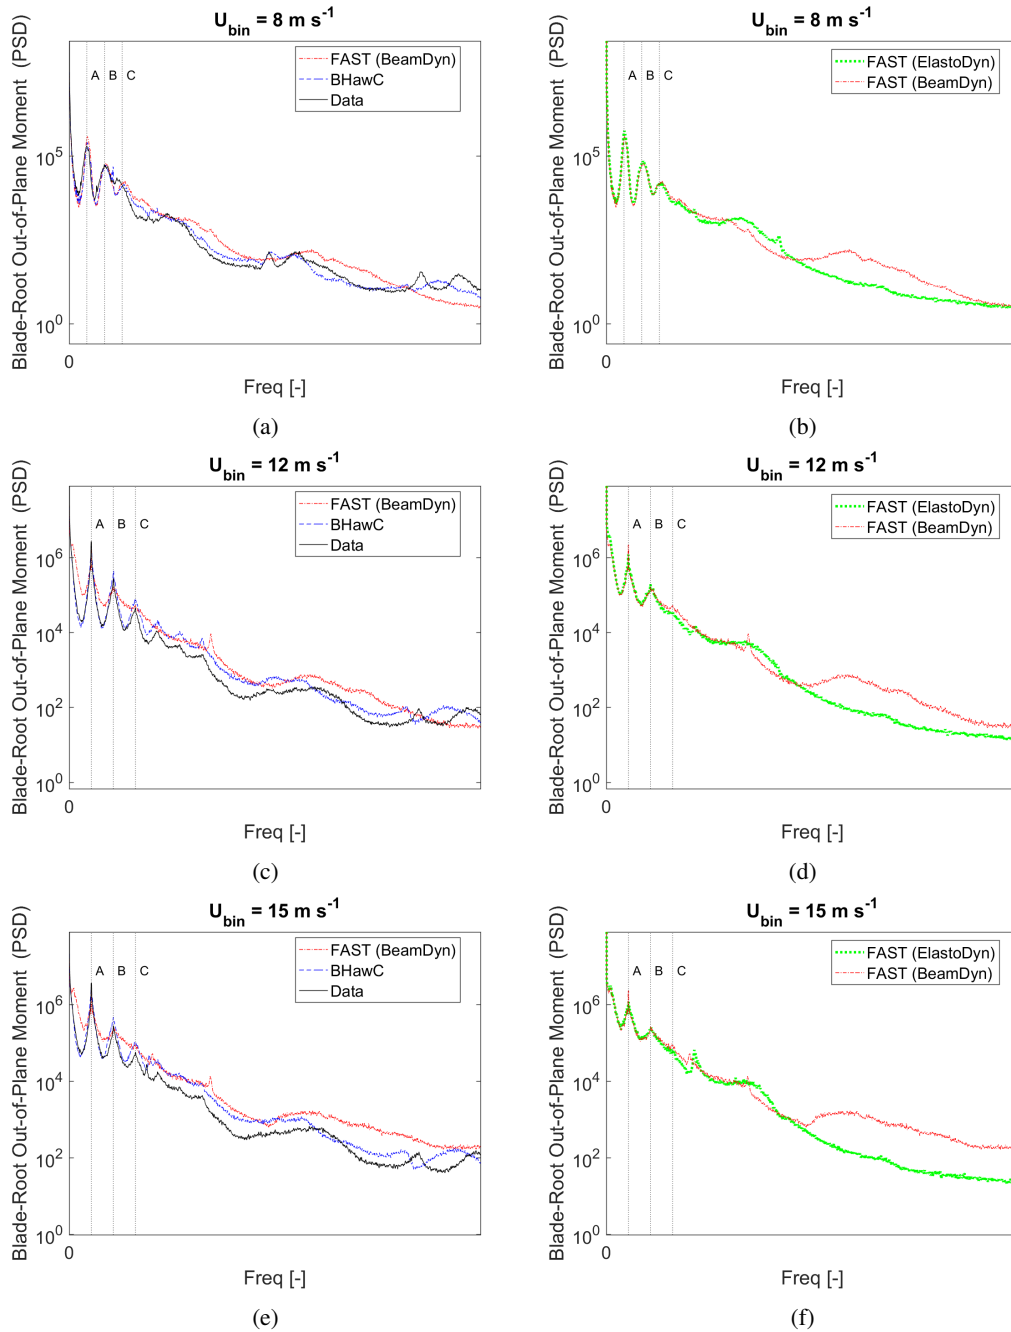 U_bin = 8 m s^-1
Blade-Root Out-of-Plane Moment (PSD)
A B C
FAST (BeamDyn)
BHawC
Data
10^5
10^0
0
Freq [-]
(a)
U_bin = 8 m s^-1
Blade-Root Out-of-Plane Moment (PSD)
A B C
FAST (ElastoDyn)
FAST (BeamDyn)
10^5
10^0
0
Freq [-]
(b)
U_bin = 12 m s^-1
Blade-Root Out-of-Plane Moment (PSD)
A B C
FAST (BeamDyn)
BHawC
Data
10^6
10^4
10^2
10^0
0
Freq [-]
(c)
U_bin = 12 m s^-1
Blade-Root Out-of-Plane Moment (PSD)
A B C
FAST (ElastoDyn)
FAST (BeamDyn)
10^6
10^4
10^2
10^0
0
Freq [-]
(d)
U_bin = 15 m s^-1
Blade-Root Out-of-Plane Moment (PSD)
A B C
FAST (BeamDyn)
BHawC
Data
10^6
10^4
10^2
10^0
0
Freq [-]
(e)
U_bin = 15 m s^-1
Blade-Root Out-of-Plane Moment (PSD)
A B C
FAST (ElastoDyn)
FAST (BeamDyn)
10^6
10^4
10^2
10^0
0
Freq [-]
(f)